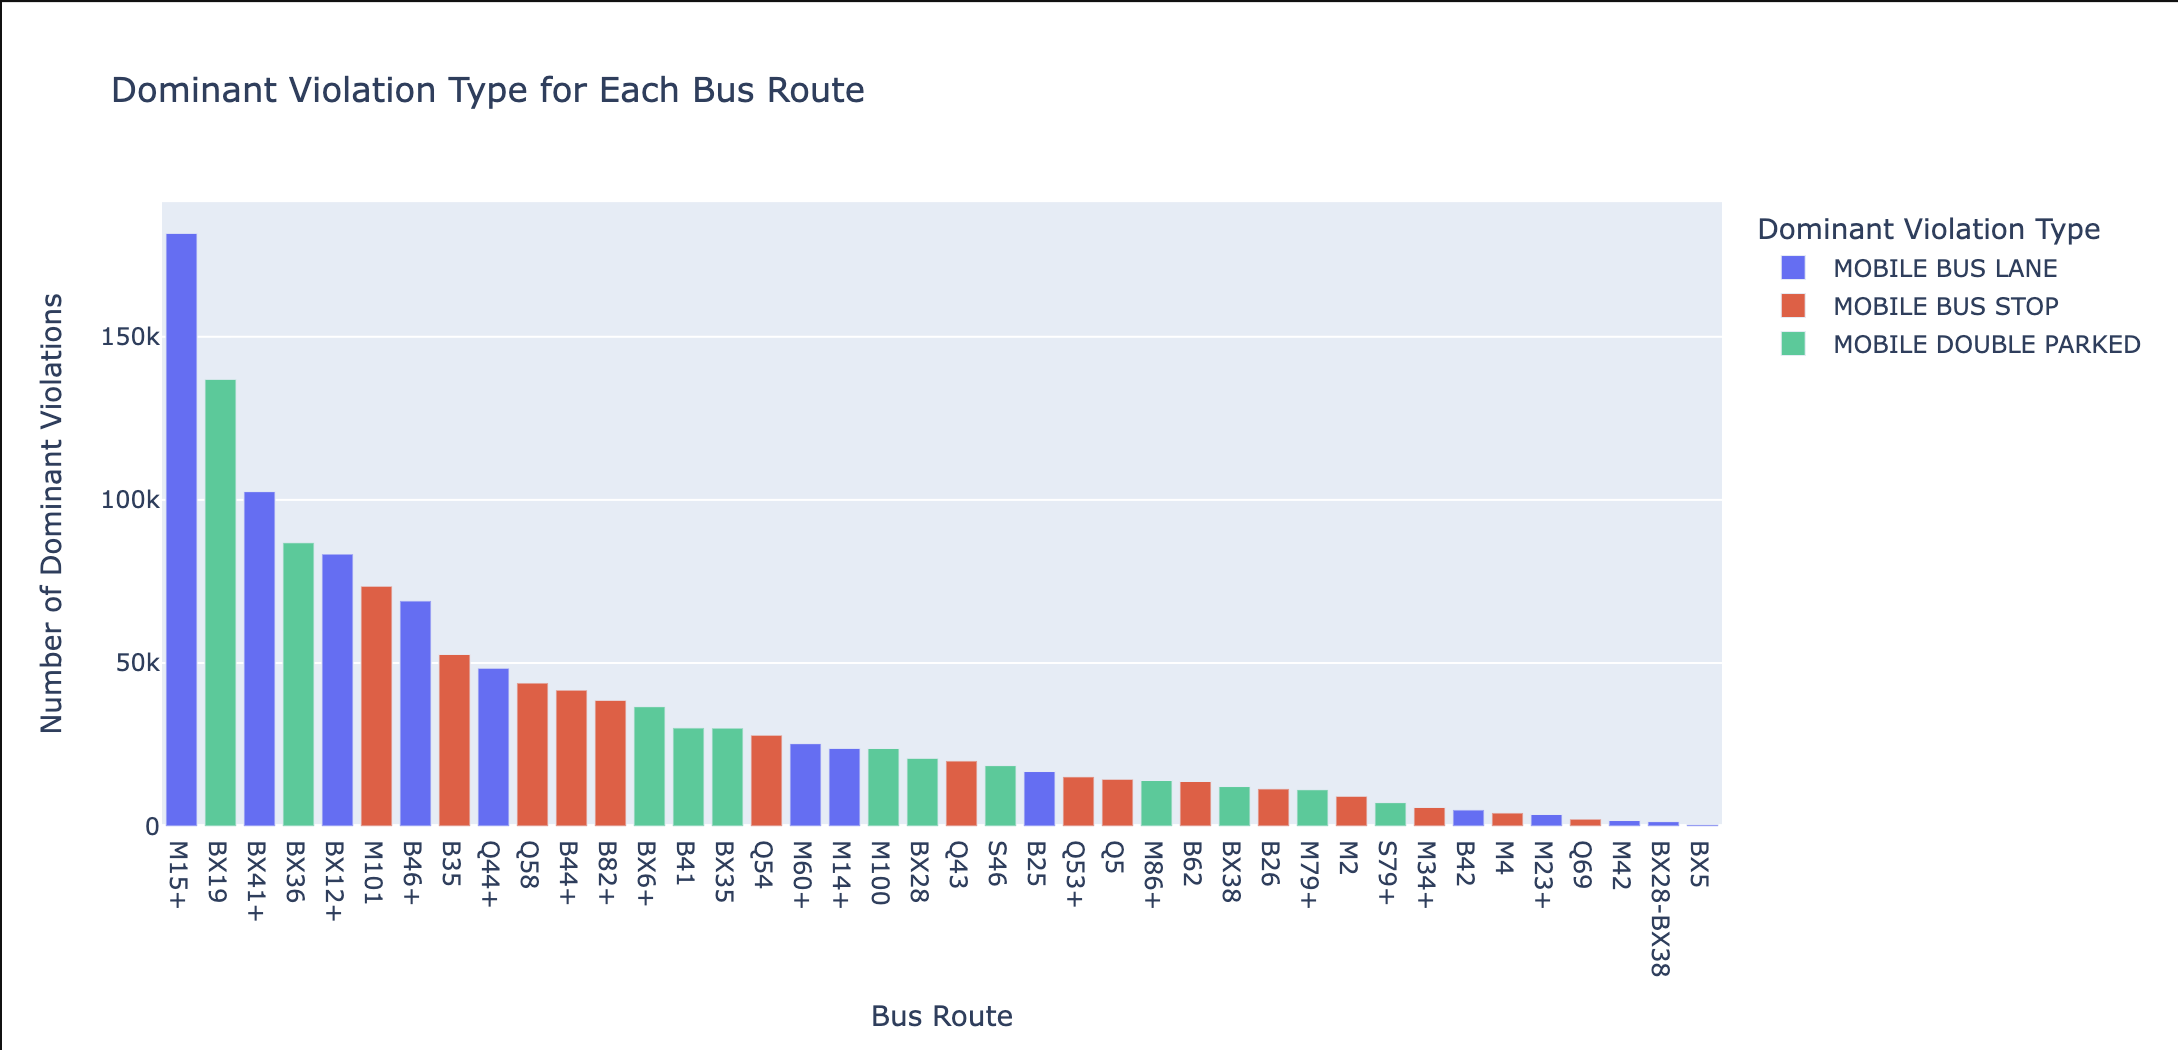 Dominant Violation Type for Each Bus Route
Number of Dominant Violations
150k
100k
50k
0
M15+
BX19
BX41+
BX36
BX12+
M101
B46+
B35
Q44+
Q58
B44+
B82+
BX6+
B41
BX35
Q54
M60+
M14+
M100
BX28
Q43
S46
B25
Q53+
Q5
M86+
B62
BX38
B26
M79+
M2
S79+
M34+
B42
M4
M23+
Q69
M42
BX28-BX38
BX5
Bus Route
Dominant Violation Type
MOBILE BUS LANE
MOBILE BUS STOP
MOBILE DOUBLE PARKED